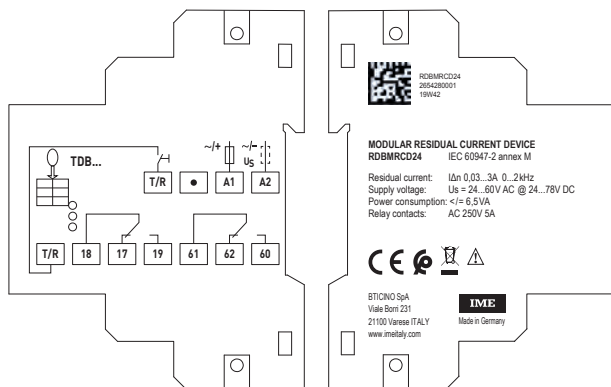 TDB...
~/+
~/-
Us
T/R
●
A1
A2
T/R
18
17
19
61
62
60
RDBMRCD24
2654280001
19W42
MODULAR RESIDUAL CURRENT DEVICE
RDBMRCD24 IEC 60947-2 annex M
Residual current: IΔn 0,03...3A 0...2kHz
Supply voltage: Us = 24...60V AC @ 24...78V DC
Power consumption: </= 6,5VA
Relay contacts: AC 250V 5A
CE
BTICINO SpA
Viale Borri 231
21100 Varese ITALY
www.imeitaly.com
IME
Made in Germany